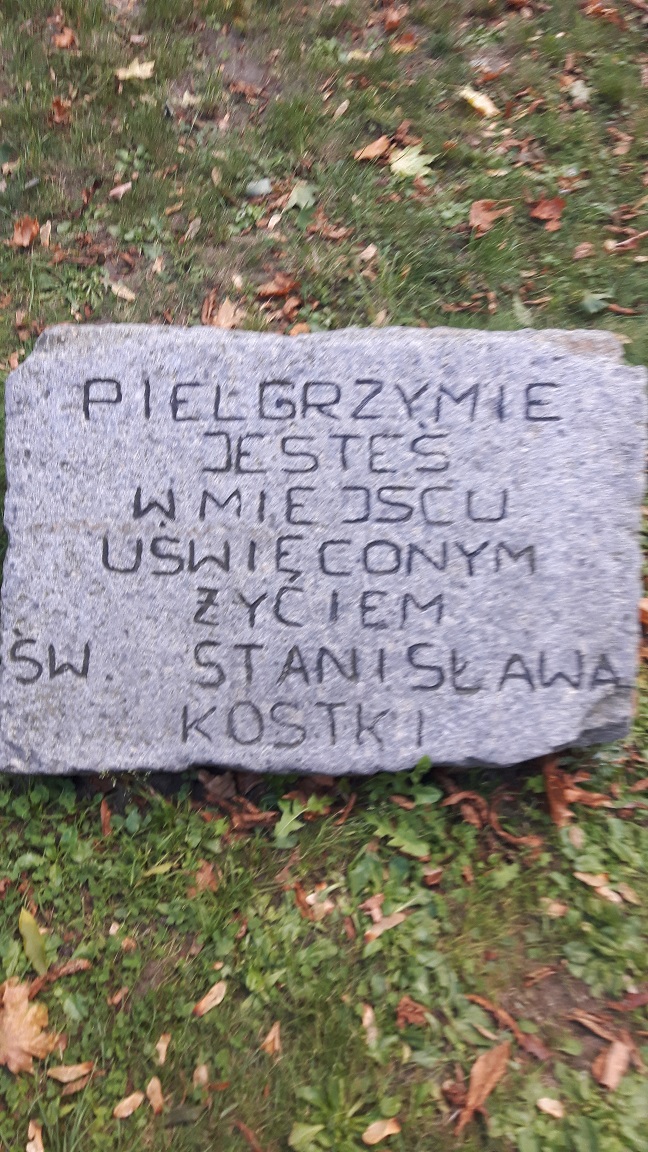 PIELGRZYMIE
JESTEŚ
W MIEJSCU
UŚWIĘCONYM
ŻYCIEM
ŚW. STANISŁAWA
KOSTKI